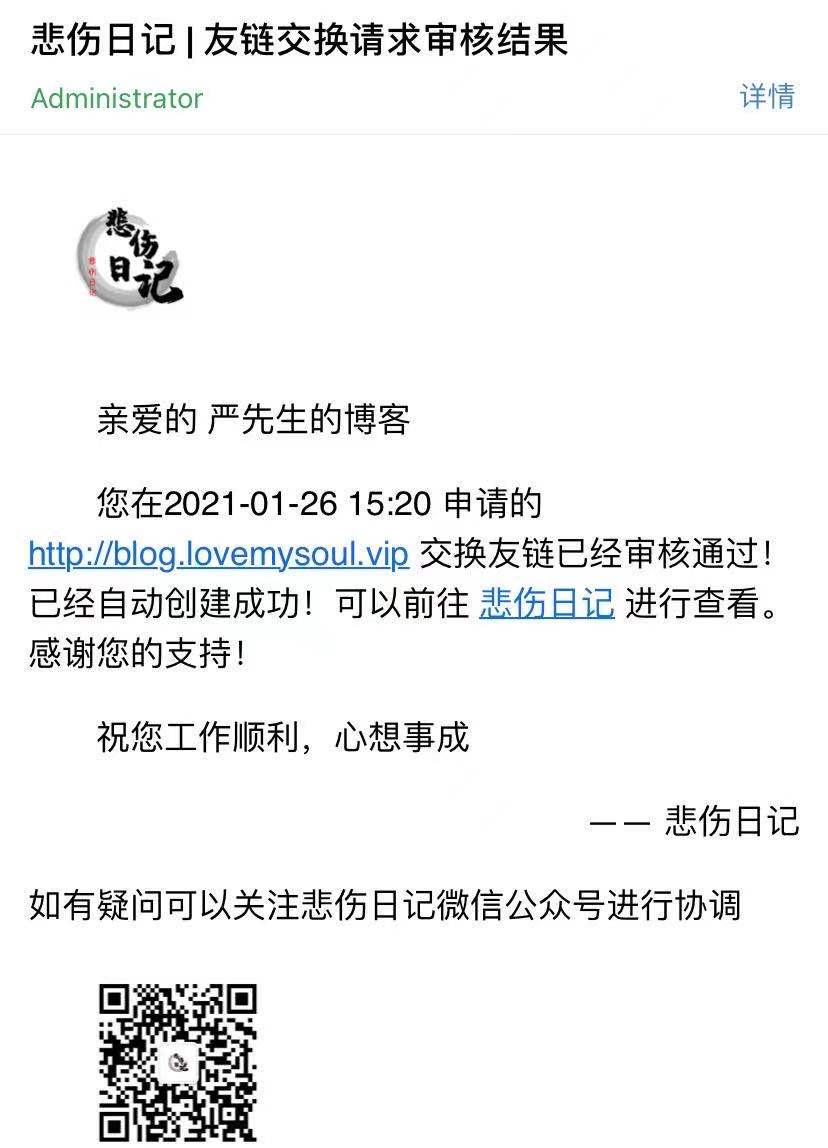 悲伤日记 | 友链交换请求审核结果
Administrator
详情
悲伤
日记
悲伤日记
亲爱的 严先生的博客
您在2021-01-26 15:20 申请的
http://blog.lovemysoul.vip 交换友链已经审核通过！
已经自动创建成功！可以前往 悲伤日记 进行查看。
感谢您的支持！
祝您工作顺利，心想事成
—— 悲伤日记
如有疑问可以关注悲伤日记微信公众号进行协调